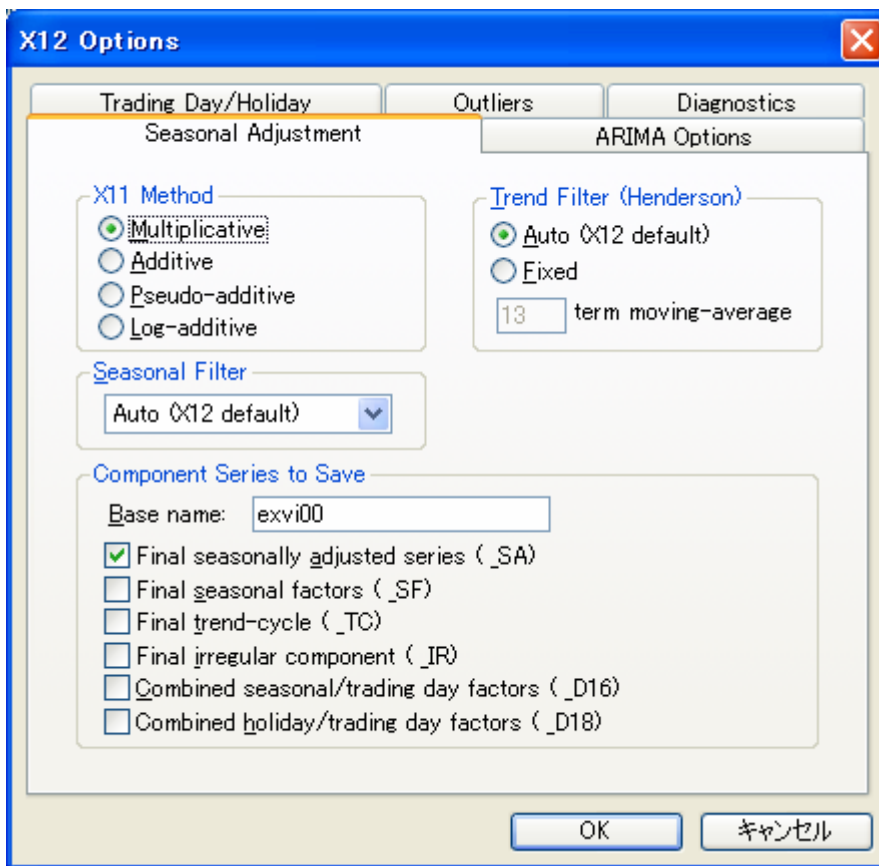 X12 Options
Trading Day/Holiday
Outliers
Diagnostics
Seasonal Adjustment
ARIMA Options
X11 Method
Multiplicative
Additive
Pseudo-additive
Log-additive
Trend Filter (Henderson)
Auto (X12 default)
Fixed
13 term moving-average
Seasonal Filter
Auto (X12 default)
Component Series to Save
Base name: exvi00
Final seasonally adjusted series ( _SA)
Final seasonal factors ( _SF)
Final trend-cycle ( _TC)
Final irregular component ( _IR)
Combined seasonal/trading day factors ( _D16)
Combined holiday/trading day factors ( _D18)
OK
キャンセル